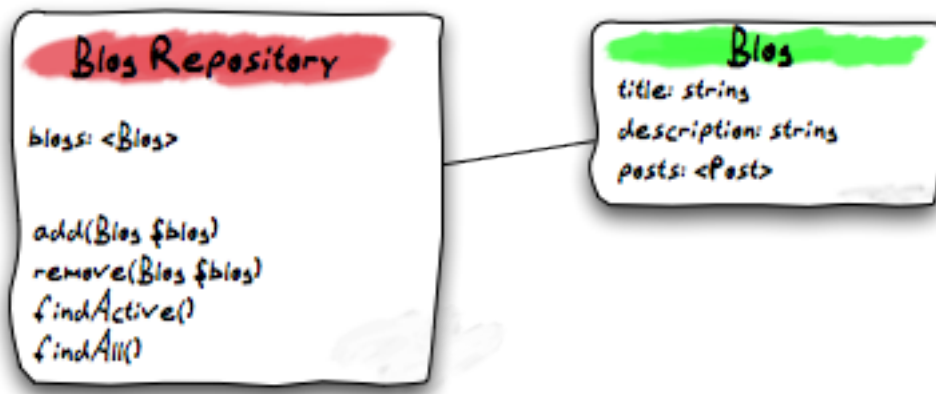 Blog Repository
blogs: <Blog>
add(Blog $blog)
remove(Blog $blog)
findActive()
findAll()
Blog
title: string
description: string
posts: <Post>